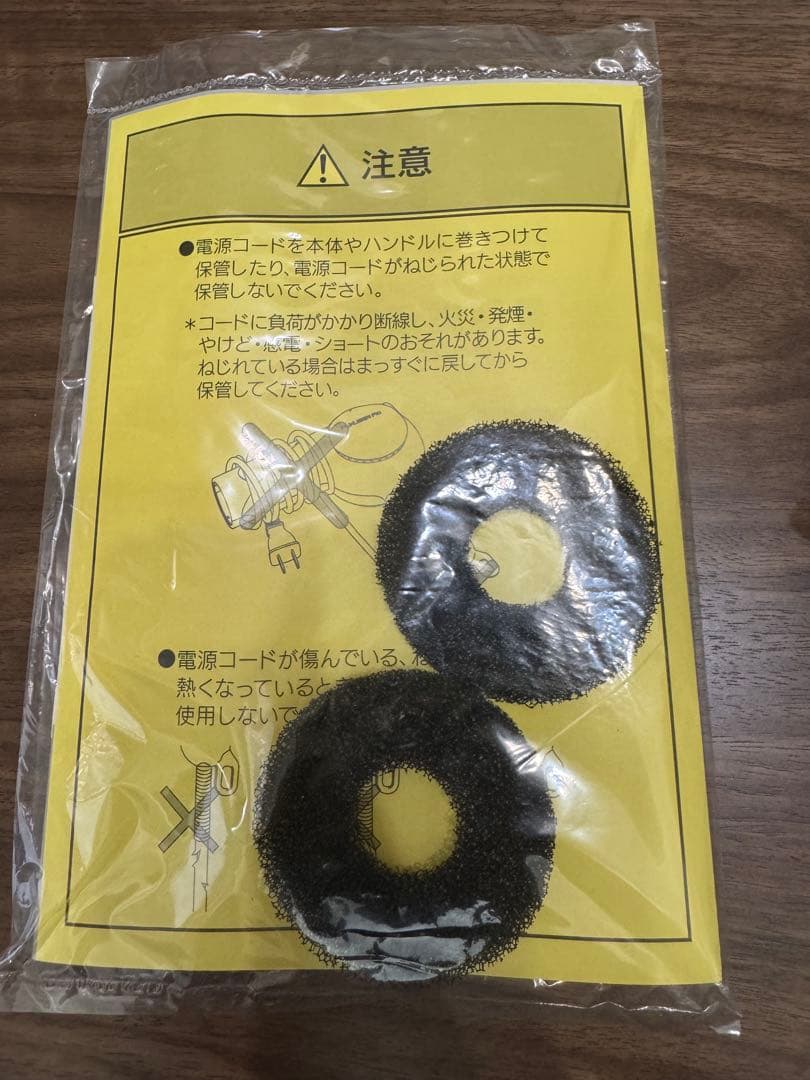 注意
●電源コードを本体やハンドルに巻きつけて
保管したり、電源コードがねじられた状態で
保管しないでください。
＊コードに負荷がかかり断線し、火災・発煙・
やけど・感電・ショートのおそれがあります。
ねじれている場合はまっすぐに戻してから
保管してください。
●電源コードが傷んでいる、
熱くなっているとき
使用しないで